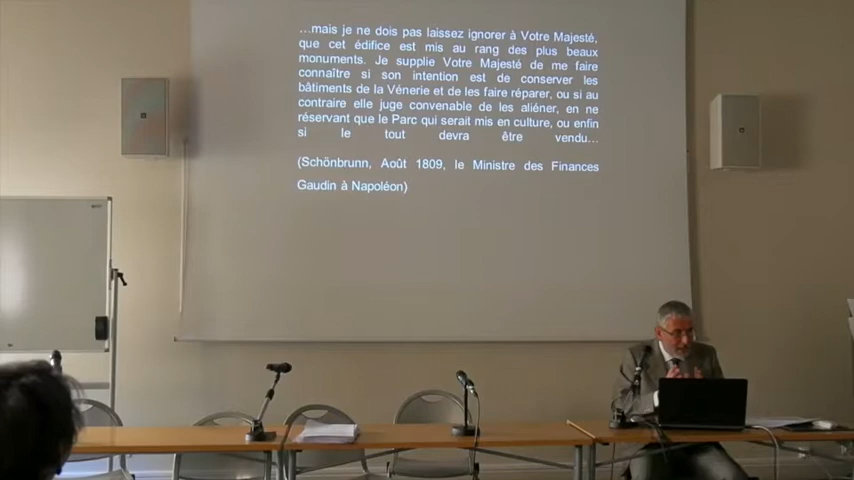 …mais je ne dois pas laissez ignorer à Votre Majesté,
que cet édifice est mis au rang des plus beaux
monuments. Je supplie Votre Majesté de me faire
connaître si son intention est de conserver les
bâtiments de la Vénerie et de les faire réparer, ou si au
contraire elle juge convenable de les aliéner, en ne
réservant que le Parc qui serait mis en culture, ou enfin
si le tout devra être vendu…
(Schönbrunn, Août 1809, le Ministre des Finances
Gaudin à Napoléon)